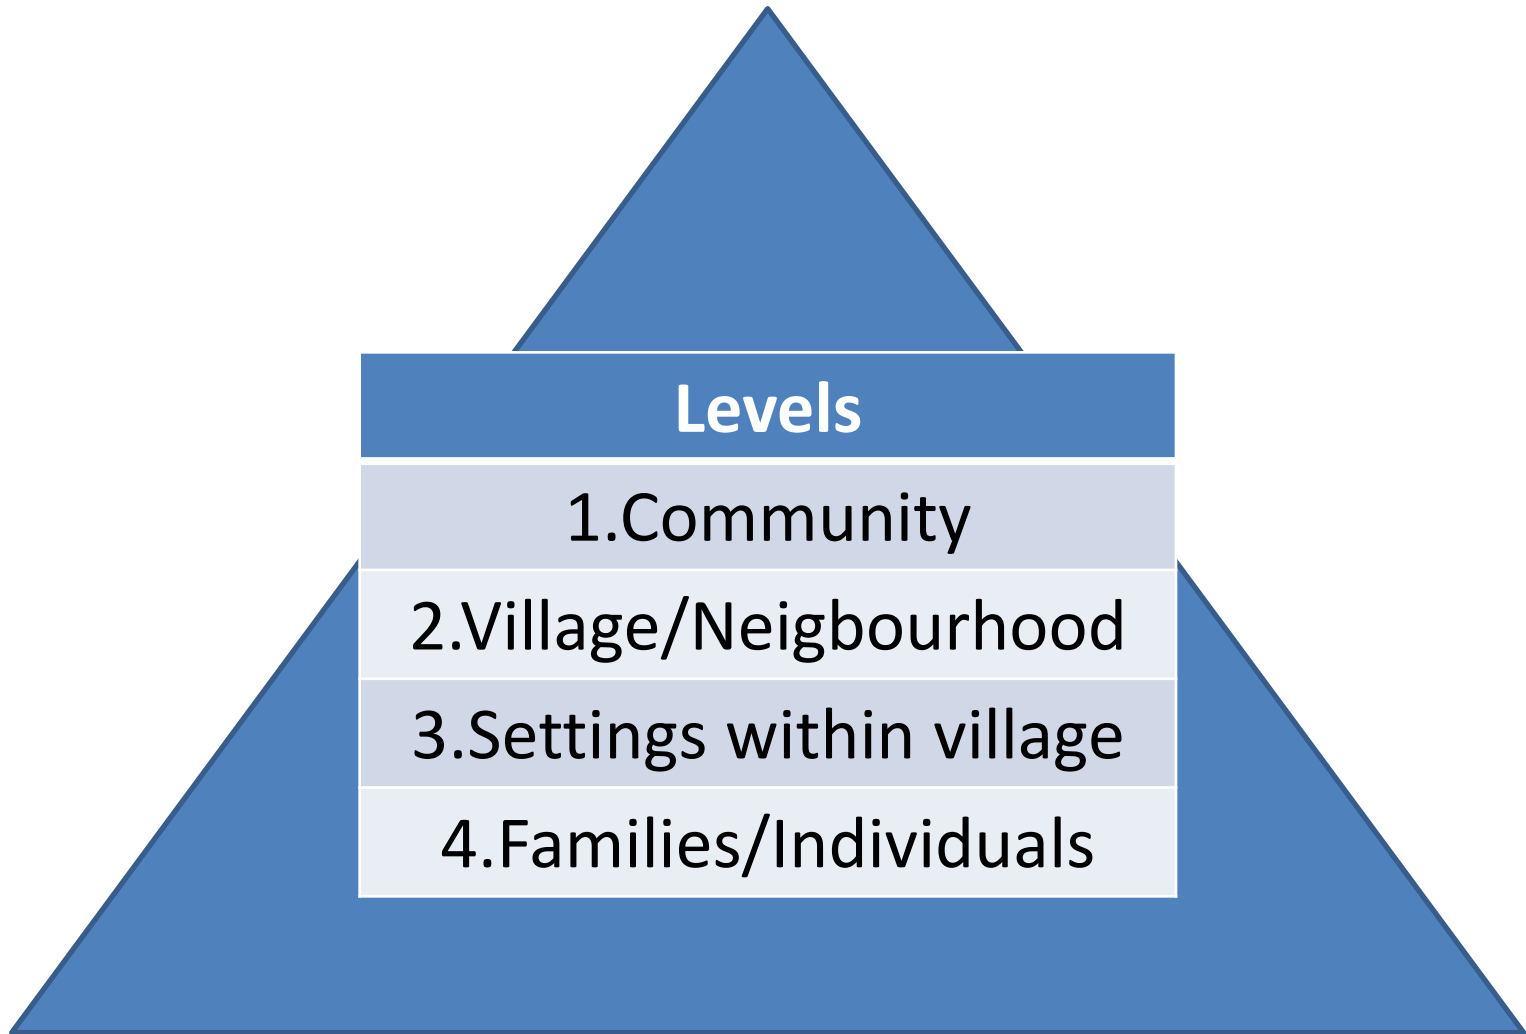 Levels
1.Community
2.Village/Neigbourhood
3.Settings within village
4.Families/Individuals